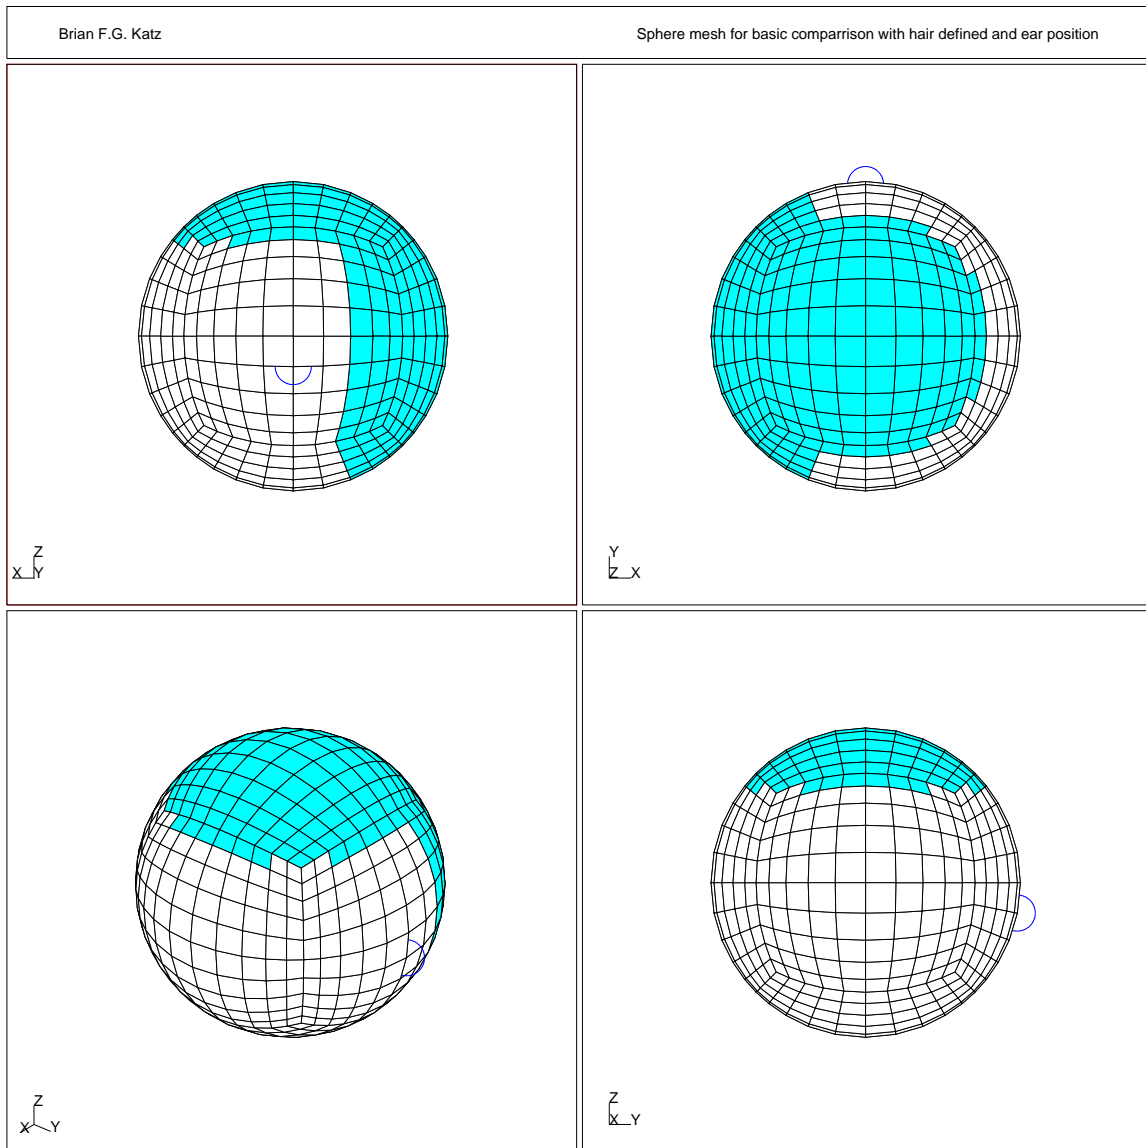 Brian F.G. Katz
Sphere mesh for basic comparrison with hair defined and ear position
Z
X Y
Y
Z X
Z
X Y
Z
X Y